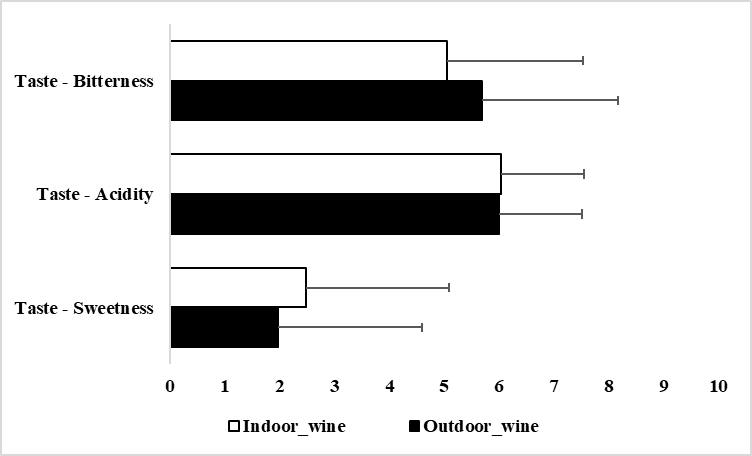 Taste - Bitterness
Taste - Acidity
Taste - Sweetness
0 1 2 3 4 5 6 7 8 9 10
Indoor_wine Outdoor_wine